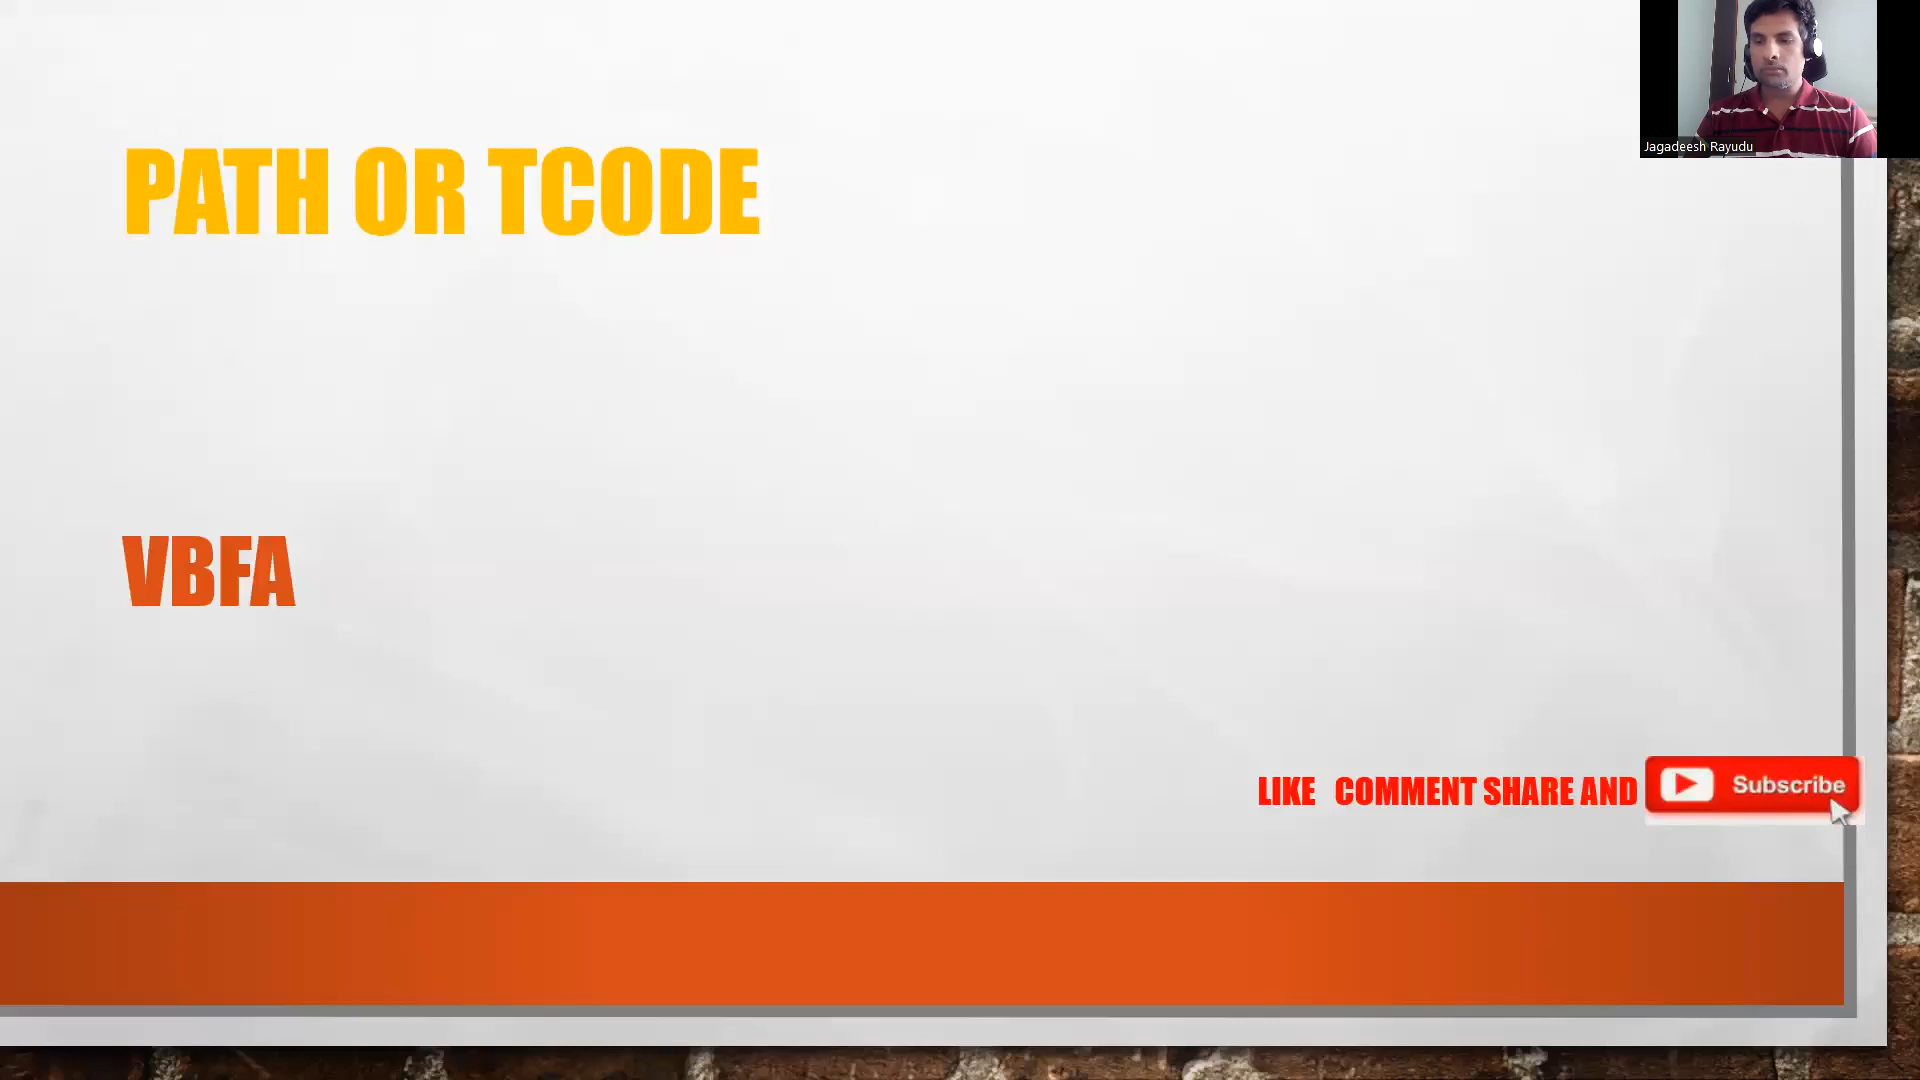 Jagadeesh Rayudu
PATH OR TCODE
VBFA
LIKE COMMENT SHARE AND Subscribe